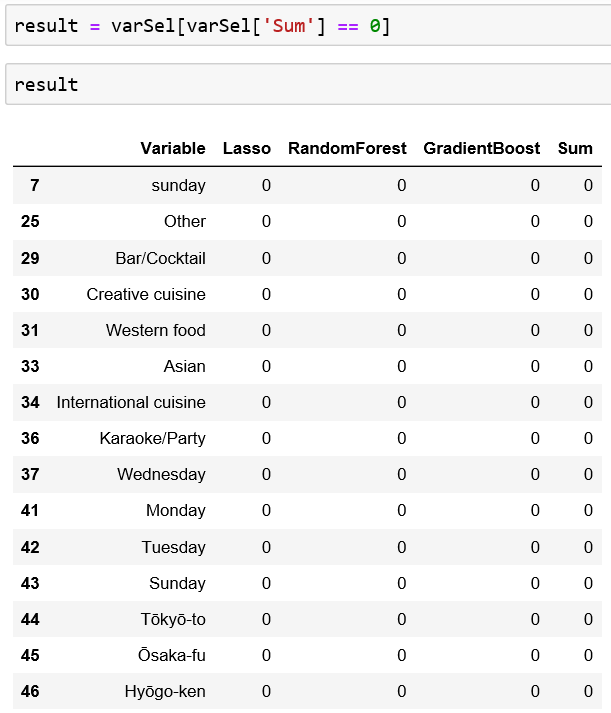 result = varSel[varSel['Sum'] == 0]
result
Variable Lasso RandomForest GradientBoost Sum
7 sunday 0 0 0 0
25 Other 0 0 0 0
29 Bar/Cocktail 0 0 0 0
30 Creative cuisine 0 0 0 0
31 Western food 0 0 0 0
33 Asian 0 0 0 0
34 International cuisine 0 0 0 0
36 Karaoke/Party 0 0 0 0
37 Wednesday 0 0 0 0
41 Monday 0 0 0 0
42 Tuesday 0 0 0 0
43 Sunday 0 0 0 0
44 Tōkyō-to 0 0 0 0
45 Ōsaka-fu 0 0 0 0
46 Hyōgo-ken 0 0 0 0